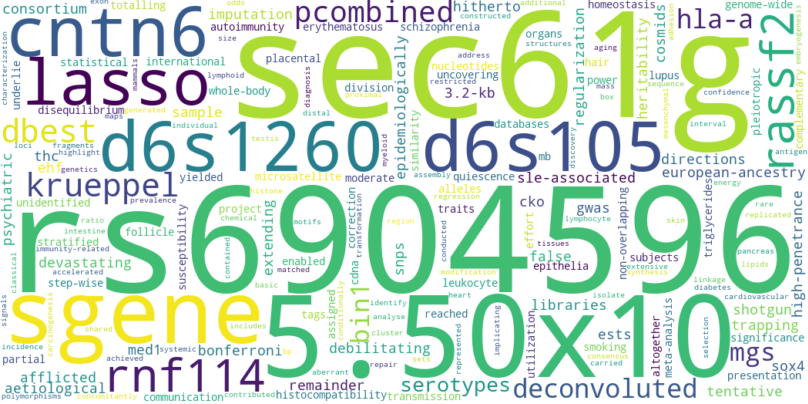 consortium
totalling
odds
exon
pcombined
hitherto
constructed
additional
homeostasis
genome-wide
imputation
erythematosus
schizophrenia
organs
structures
hla-a
cntn6
autoimmunity
size
placental
uncovering
address
aging
hair
underlie
statistical
international
division
nucleotides
restricted
power
lasso
whole-body
lymphoid
mammals
diagnosis
proximal
3.2-kb
mass
box
sec61g
cosmids
lupus
sequence
rassf2
characterization
disequilibrium
generated
maps
distal
epidemiologically
similarity
regularization
heritability
mesenchymal
confidence
interval
pleiotropic
complementary
embryogenesis
adhesion
dbest
sample
individual
loci
fragments
highlight
genetics
testis
myeloid
databases
discovery
mb
antigen
thc
ehf
d6s1260
d6s105
directions
microsatellite
moderate
assembly
quiescence
european-ancestry
psychiatric
krueppel
yielded
histone
sle-associated
alleles
regression
energy
unidentified
prevalence
project
chemical
motifs
cko
gwas
rare
replicated
ratio
intestine
follicle
extending
correction
transformation
region
traits
effort
lymphocyte
skin
pancreas
stratified
immunity-related
susceptibility
contained
enabled
matched
cdna
snps
conducted
false
tissues
non-overlapping
subjects
triglycerides
extensive
lipids
high-penetrance
devastating
step-wise
classical
accelerated
basic
leukocyte
epithelia
modification
synthesis
linkage
diabetes
cardiovascular
rs6904596
signals
sgene
carcinogenesis
shared
includes
tags
assigned
conditionally
bin1
identify
analyse
cluster
sets
reached
heart
represented
implicating
libraries
ests
smoking
consensus
carried
utilization
isolate
altogether
meta-analysis
selection
shotgun
trapping
significance
5.50x10
incidence
partial
med1
systemic
bonferroni
achieved
debilitating
aberrant
repair
mgs
sqx4
presentation
afflicted
aetiological
rnf114
remainder
serotypes
deconvoluted
tentative
polymorphisms
concomitantly
communication
contributed
histocompatibility
transmission